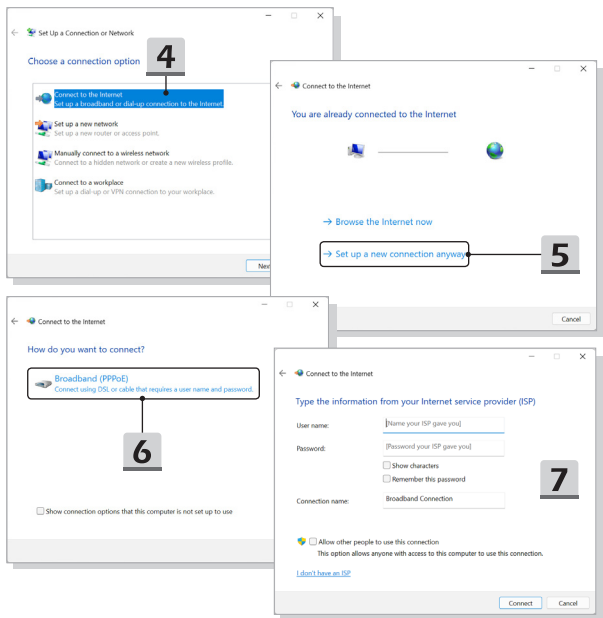 Set Up a Connection or Network
Choose a connection option
4
Connect to the Internet
Set up a broadband or dial-up connection to the Internet.
Set up a new network
Set up a new router or access point.
Manually connect to a wireless network
Connect to a hidden network or create a new wireless profile.
Connect to a workplace
Set up a dial-up or VPN connection to your workplace.
Connect to the Internet
You are already connected to the Internet
→ Browse the Internet now
→ Set up a new connection anyway
5
Cancel
Connect to the Internet
How do you want to connect?
Broadband (PPPoE)
Connect using DSL or cable that requires a user name and password.
6
Show connection options that this computer is not set up to use
Connect to the Internet
Type the information from your Internet service provider (ISP)
User name:
[Name your ISP gave you]
Password:
[Password your ISP gave you]
Show characters
Remember this password
7
Connection name:
Broadband Connection
Allow other people to use this connection
This option allows anyone with access to this computer to use this connection.
I don't have an ISP
Connect
Cancel